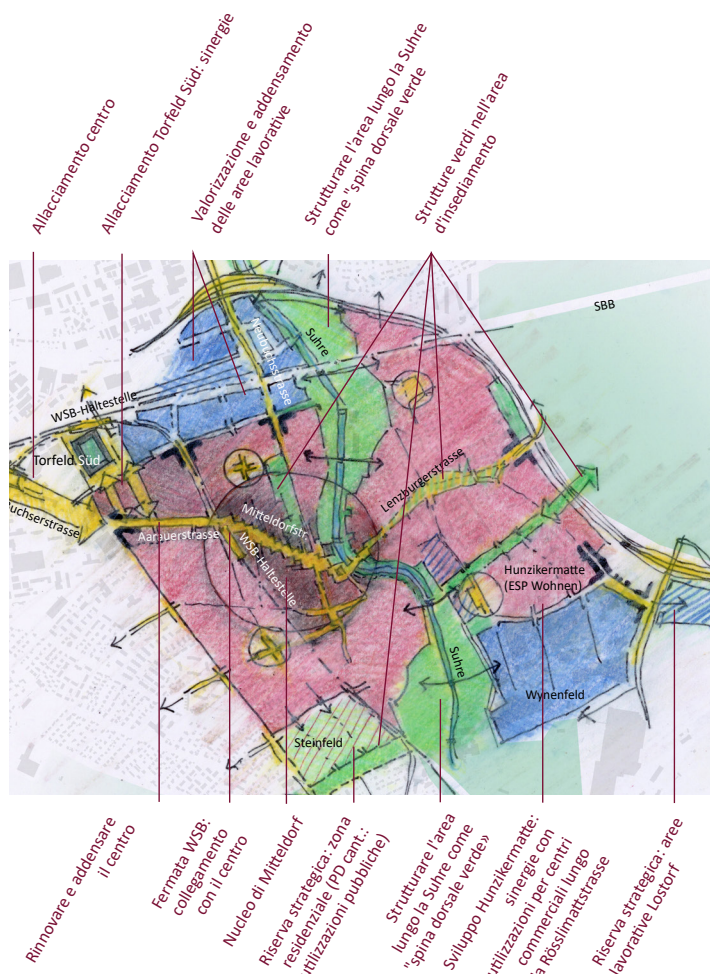 Allacciamento centro
Allacciamento Torfeld Süd: sinergie
Valorizzazione e addensamento
delle aree lavorative
Strutturare l'area lungo la Suhre
come "spina dorsale verde
Strutture verdi nell'area
d'insediamento
SBB
Suhre
WSB-Haltestelle
Torfeld Süd
Lenzburgerstrasse
uchserstrasse
Aarauerstrasse
Mitteldorfstr.
WSB-Haltestelle
Hunzikermatte
(ESP Wohnen)
Suhre
Wynenfeld
Steinfeld
Rinnovare e addensare
il centro
Fermata WSB:
collegamento
con il centro
Nucleo di Mitteldorf
Riserva strategica: zona
residenziale (PD cant.:
utilizzazioni pubbliche)
Strutturare l'area
lungo la Suhre come
"spina dorsale verde»
Sviluppo Hunzikermatte:
sinergie con
utilizzazioni per centri
commerciali lungo
la Rösslimattstrasse
Riserva strategica: aree
lavorative Lostorf